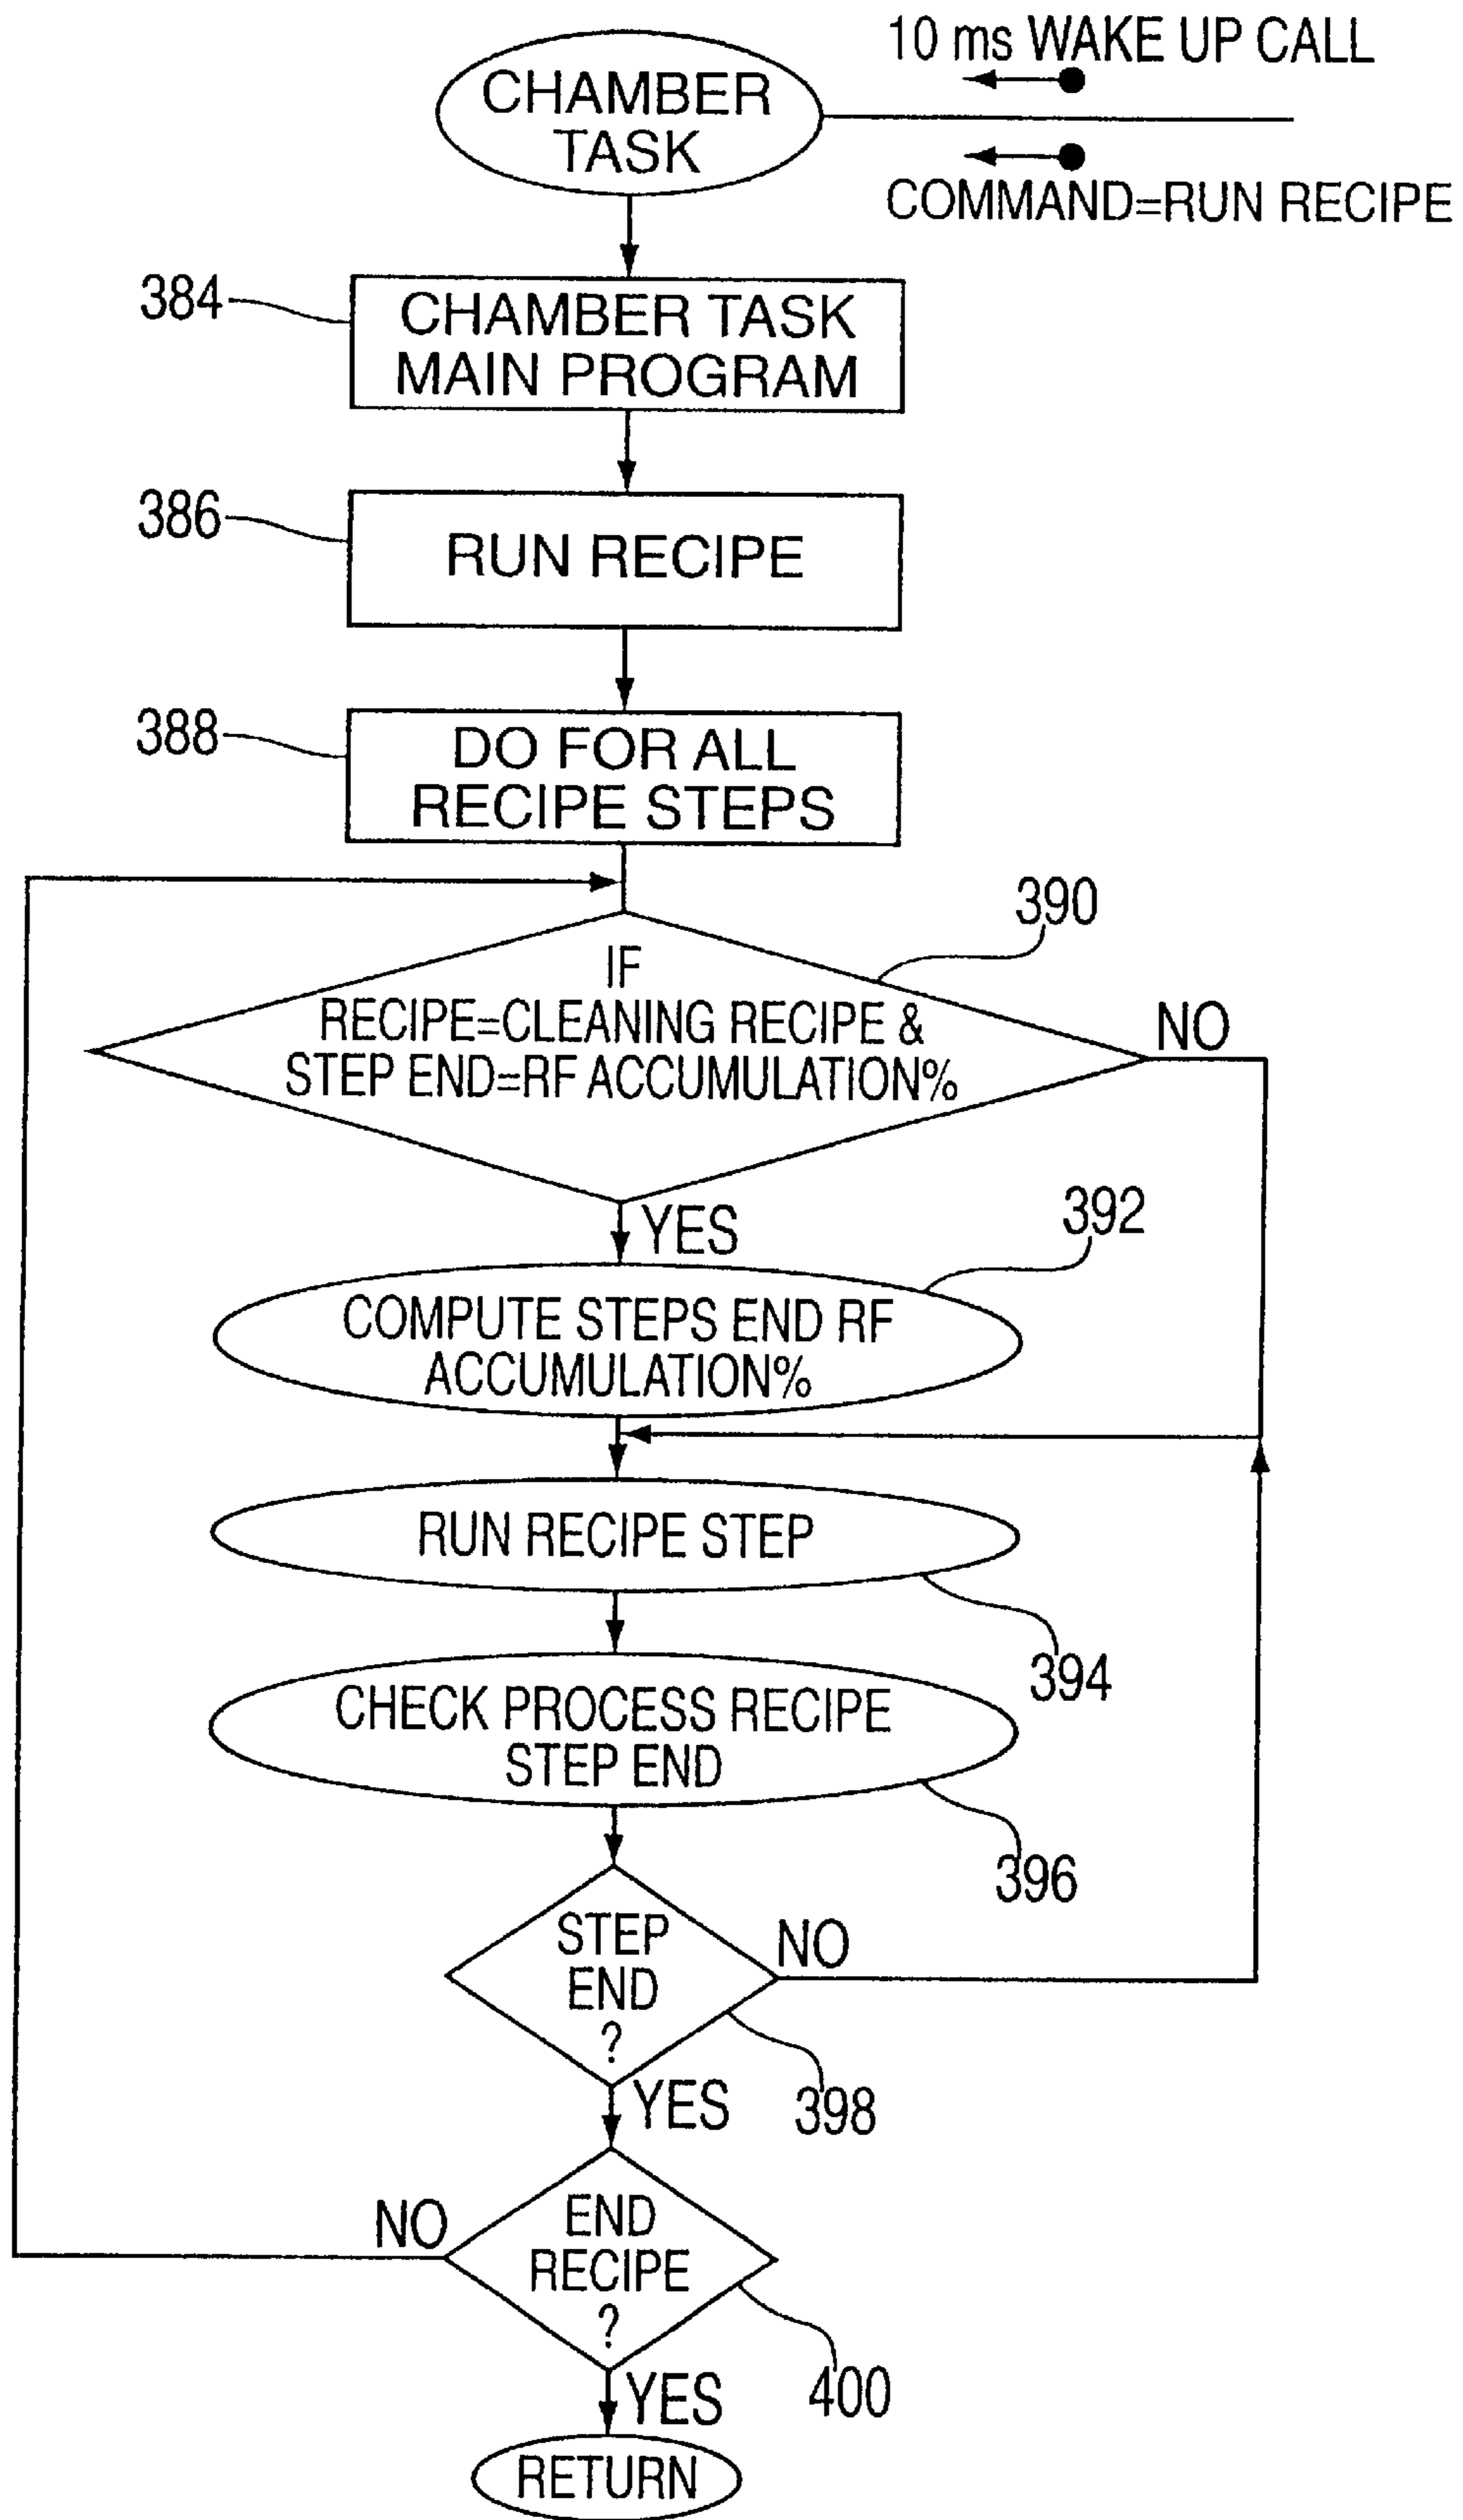 10 ms WAKE UP CALL
CHAMBER
TASK
COMMAND=RUN RECIPE
384
CHAMBER TASK
MAIN PROGRAM
386
RUN RECIPE
388
DO FOR ALL
RECIPE STEPS
390
IF
RECIPE=CLEANING RECIPE &
STEP END=RF ACCUMULATION%
NO
YES
392
COMPUTE STEPS END RF
ACCUMULATION%
RUN RECIPE STEP
394
CHECK PROCESS RECIPE
STEP END
396
STEP
END
?
NO
YES
398
NO
END
RECIPE
?
400
YES
RETURN